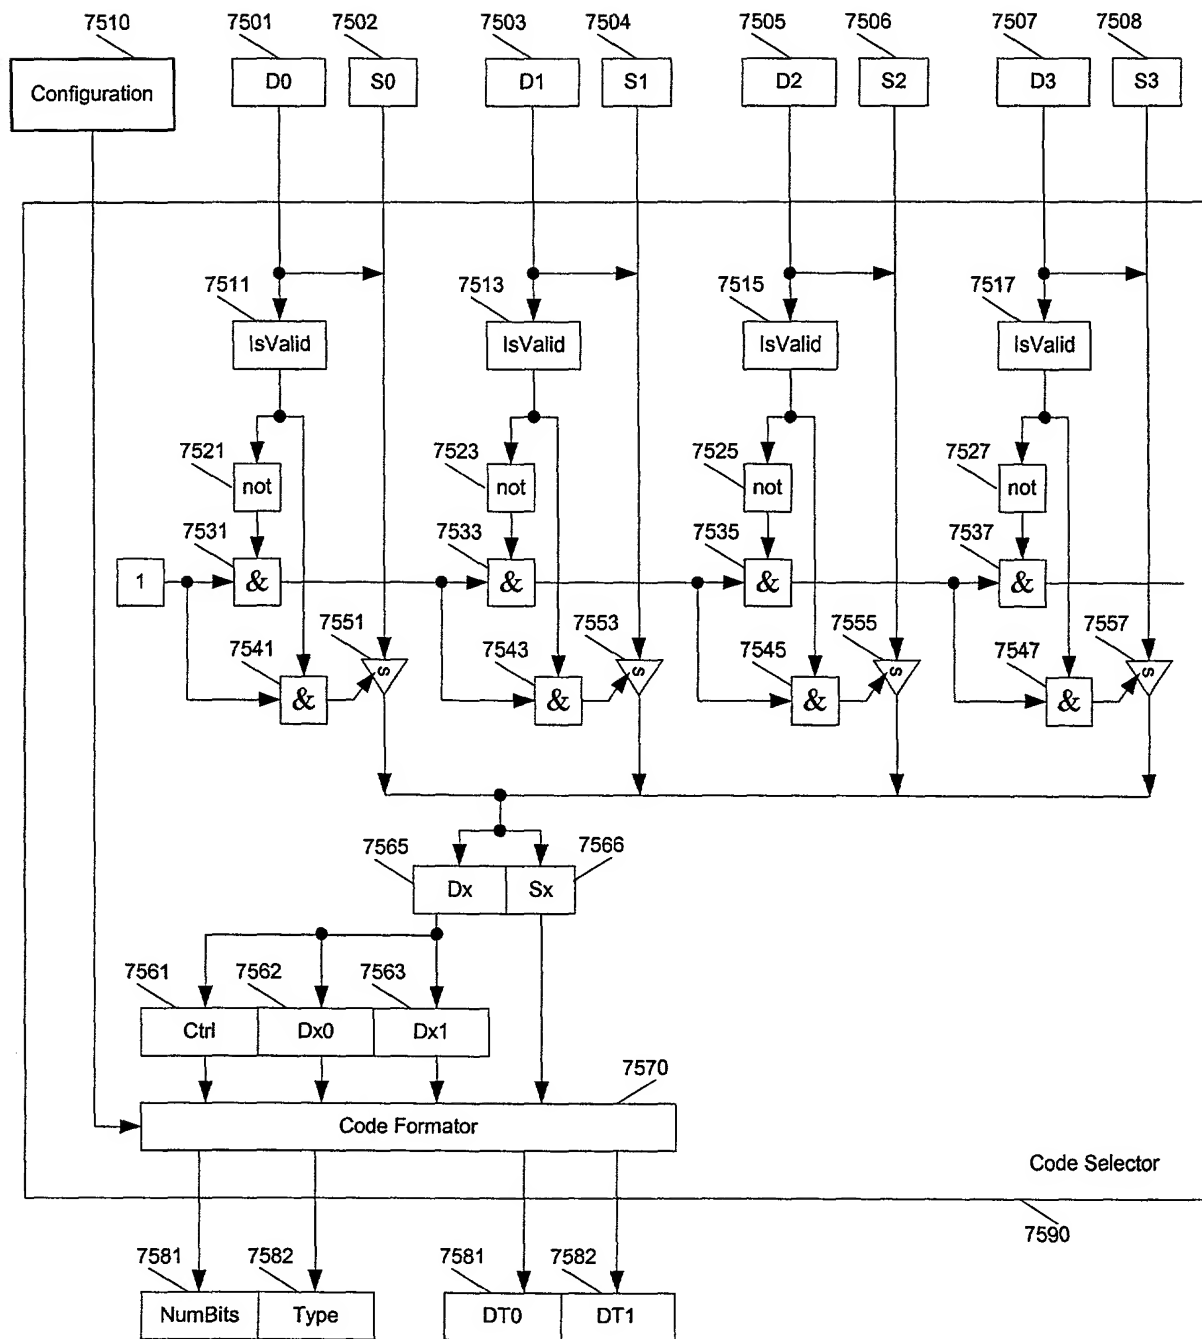 7510 7501 7502 7503 7504 7505 7506 7507 7508
Configuration D0 S0 D1 S1 D2 S2 D3 S3
7511 7513 7515 7517
IsValid IsValid IsValid IsValid
7521 7523 7525 7527
not not not not
7531 7533 7535 7537
1 & & & &
7551 7553 7555 7557
7541 7543 7545 7547
s s s s
& & & &
7565 7566
Dx Sx
7561 7562 7563
Ctrl Dx0 Dx1
7570
Code Formator
Code Selector
7590
7581 7582 7581 7582
NumBits Type DT0 DT1